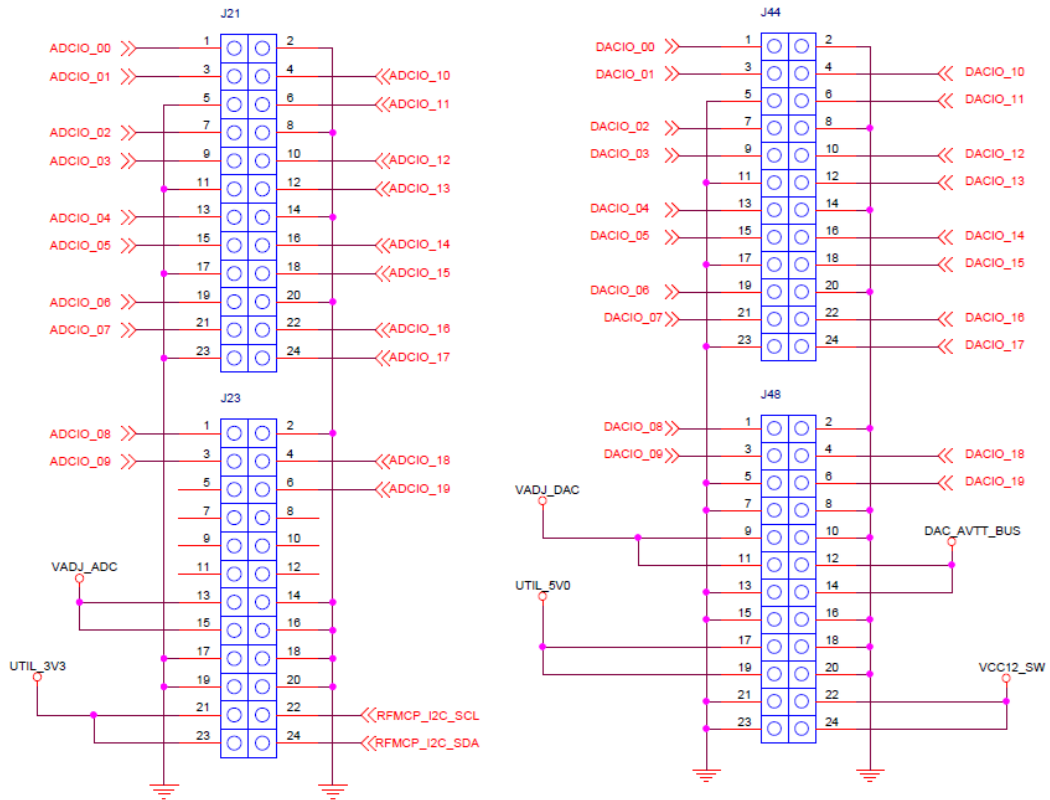 J21
ADCIO_00 1 2
ADCIO_01 3 4 ADCIO_10
5 6 ADCIO_11
ADCIO_02 7 8
ADCIO_03 9 10 ADCIO_12
11 12 ADCIO_13
ADCIO_04 13 14
ADCIO_05 15 16 ADCIO_14
17 18 ADCIO_15
ADCIO_06 19 20
ADCIO_07 21 22 ADCIO_16
23 24 ADCIO_17
J23
ADCIO_08 1 2
ADCIO_09 3 4 ADCIO_18
5 6 ADCIO_19
7 8
9 10
11 12
VADJ_ADC
13 14
15 16
17 18
UTIL_3V3
19 20
21 22 RFMCP_I2C_SCL
23 24 RFMCP_I2C_SDA
J44
DACIO_00 1 2
DACIO_01 3 4 DACIO_10
5 6 DACIO_11
DACIO_02 7 8
DACIO_03 9 10 DACIO_12
11 12 DACIO_13
DACIO_04 13 14
DACIO_05 15 16 DACIO_14
17 18 DACIO_15
DACIO_06 19 20
DACIO_07 21 22 DACIO_16
23 24 DACIO_17
J48
DACIO_08 1 2
DACIO_09 3 4 DACIO_18
5 6 DACIO_19
VADJ_DAC
7 8
9 10 DAC_AVTT_BUS
11 12
UTIL_5V0
13 14
15 16
17 18
19 20 VCC12_SW
21 22
23 24